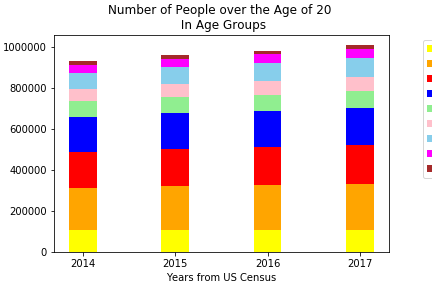 Number of People over the Age of 20
In Age Groups
1000000
800000
600000
400000
200000
0
2014 2015 2016 2017
Years from US Census